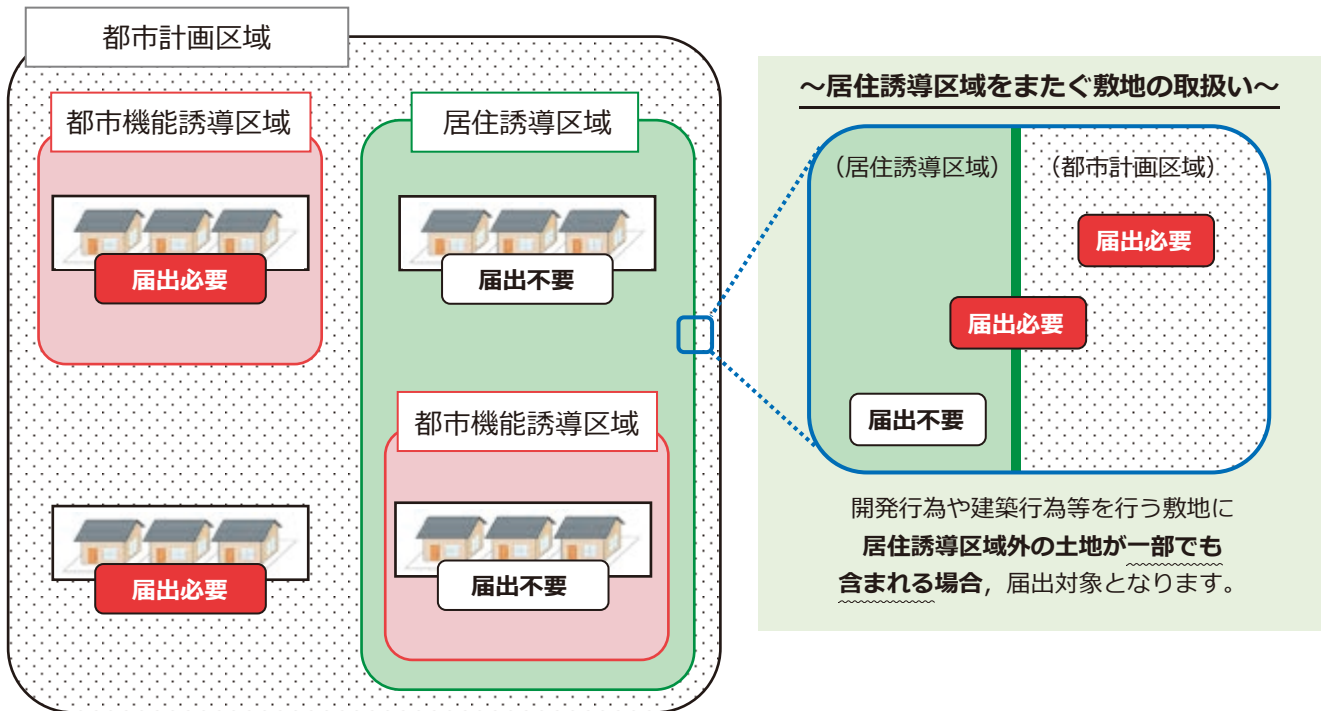 都市計画区域
都市機能誘導区域
届出必要
居住誘導区域
届出不要
都市機能誘導区域
届出不要
届出必要
～居住誘導区域をまたぐ敷地の取扱い～
（居住誘導区域）
（都市計画区域）
届出必要
届出必要
届出不要
開発行為や建築行為等を行う敷地に
居住誘導区域外の土地が一部でも
含まれる場合，届出対象となります。